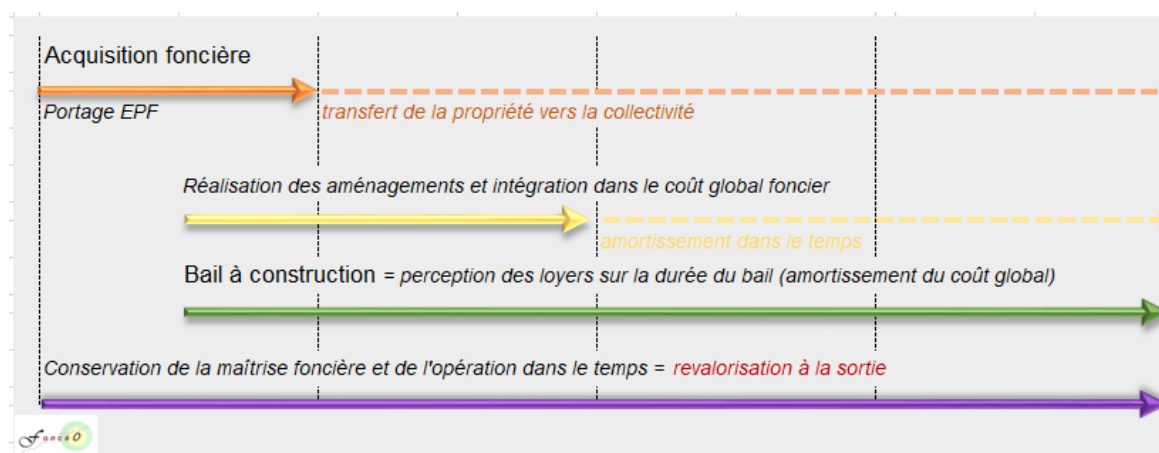 Acquisition foncière
Portage EPF
transfert de la propriété vers la collectivité
Réalisation des aménagements et intégration dans le coût global foncier
amortissement dans le temps
Bail à construction = perception des loyers sur la durée du bail (amortissement du coût global)
Conservation de la maîtrise foncière et de l'opération dans le temps = revalorisation à la sortie